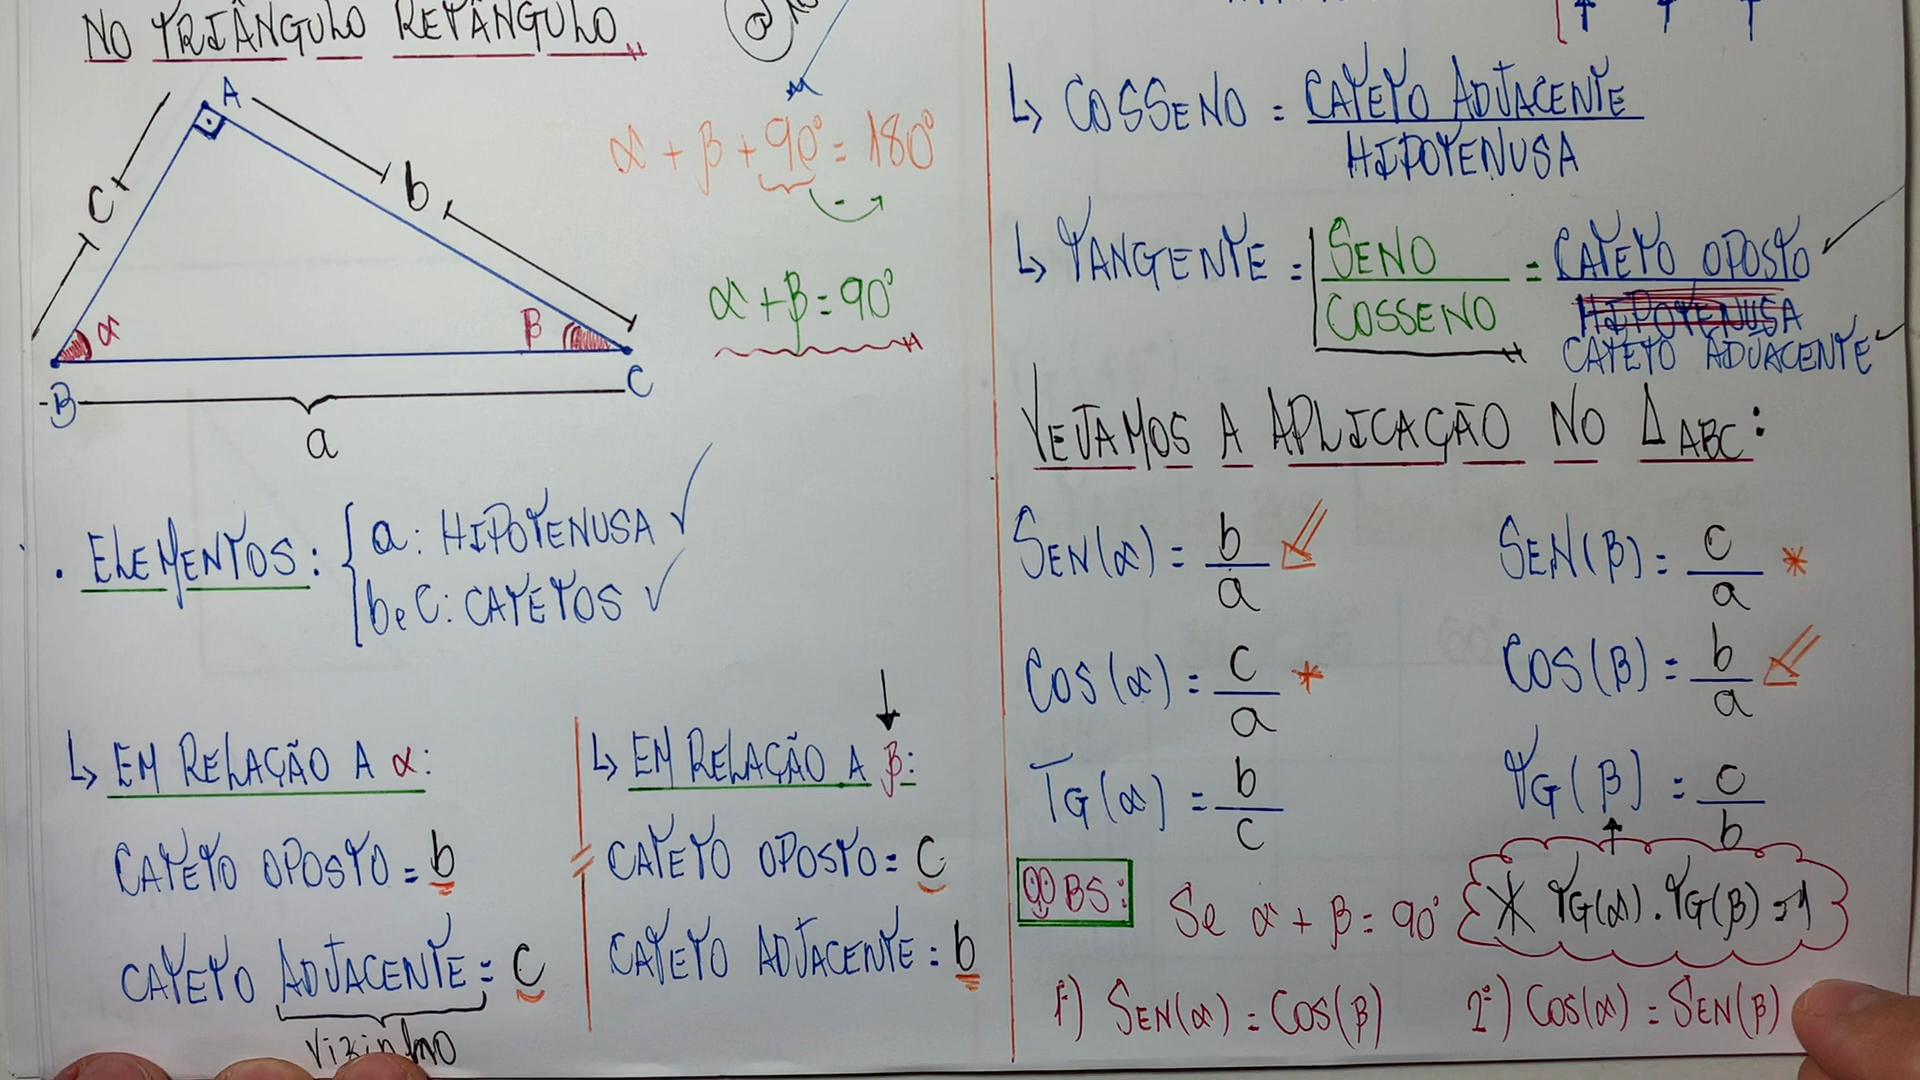 NO TRIÂNGULO RETÂNGULO
A
c
b
α
β
B
C
a
α + β + 90° = 180°
-
α + β = 90°
. ELEMENTOS: { a: HIPOTENUSA ✓
b e C: CATETOS ✓
↳ EM RELAÇÃO A α:
CATETO OPOSTO = b
CATETO ADJACENTE = C
Vizinho
↳ EM RELAÇÃO A β:
CATETO OPOSTO = C
CATETO ADJACENTE = b
↳ COSSENO = CATETO ADJACENTE
HIPOTENUSA
↳ TANGENTE = SENO = CATETO OPOSTO
COSSENO HIPOTENUSA
CATETO ADJACENTE
VEJAMOS A APLICAÇÃO NO Δ ABC:
SEN(α) = b/a
SEN(β) = c/a *
COS(α) = c/a *
COS(β) = b/a
TG(α) = b/c
TG(β) = c/b
OBS: Se α + β = 90°
* TG(α) . TG(β) = 1
1°) SEN(α) = COS(β)
2°) COS(α) = SEN(β)